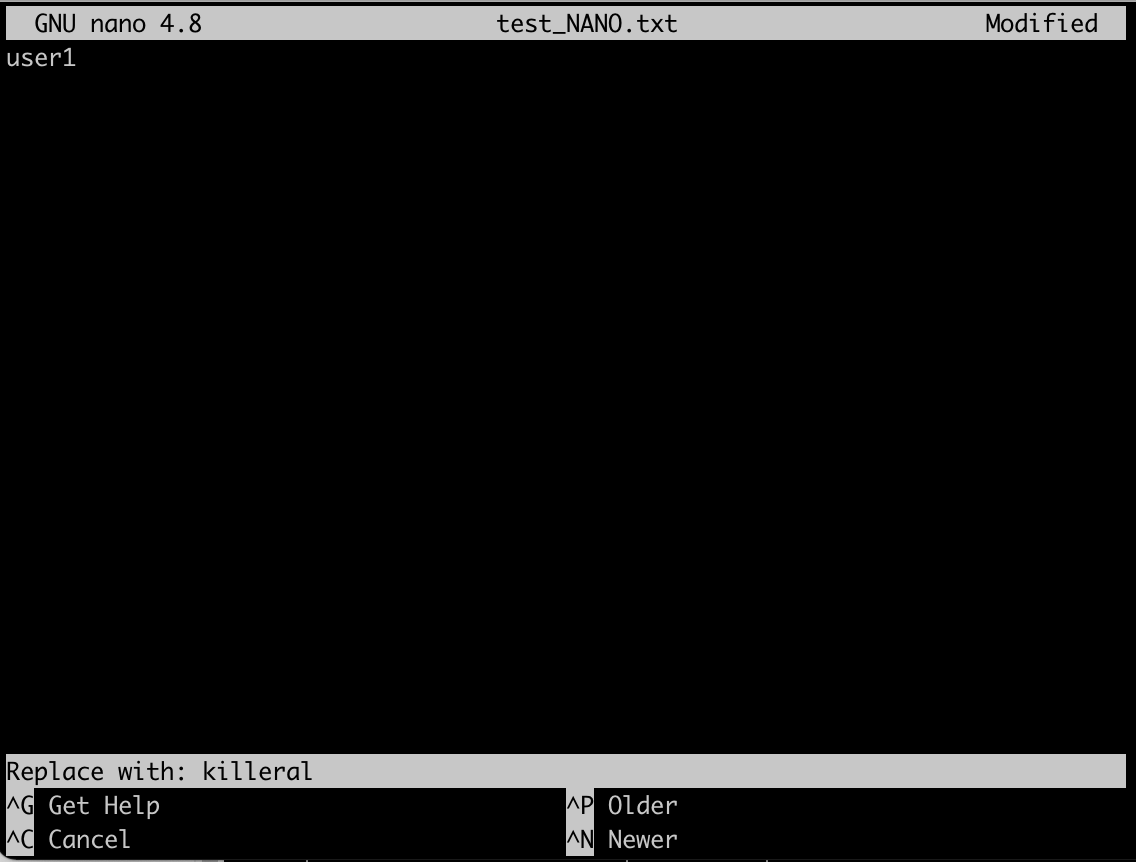 GNU nano 4.8 test_NANO.txt Modified
user1
Replace with: killeral
^G Get Help ^P Older
^C Cancel ^N Newer